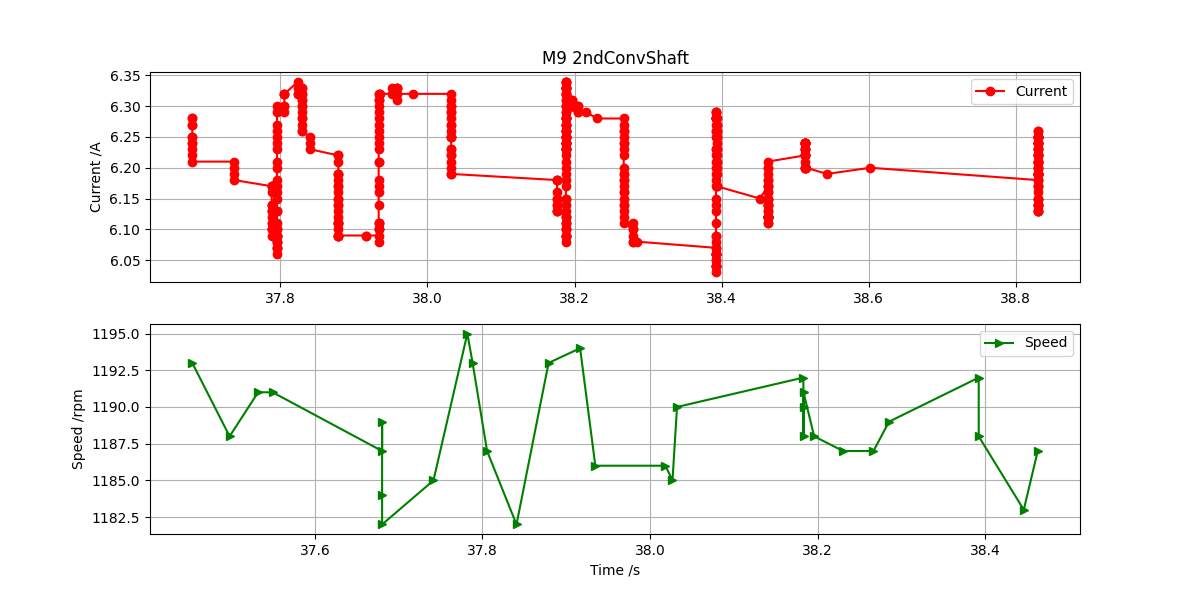 M9 2ndConvShaft
Current /A
6.35
6.30
6.25
6.20
6.15
6.10
6.05
Current
37.8 38.0 38.2 38.4 38.6 38.8
Speed /rpm
1195.0
1192.5
1190.0
1187.5
1185.0
1182.5
Speed
37.6 37.8 38.0 38.2 38.4
Time /s